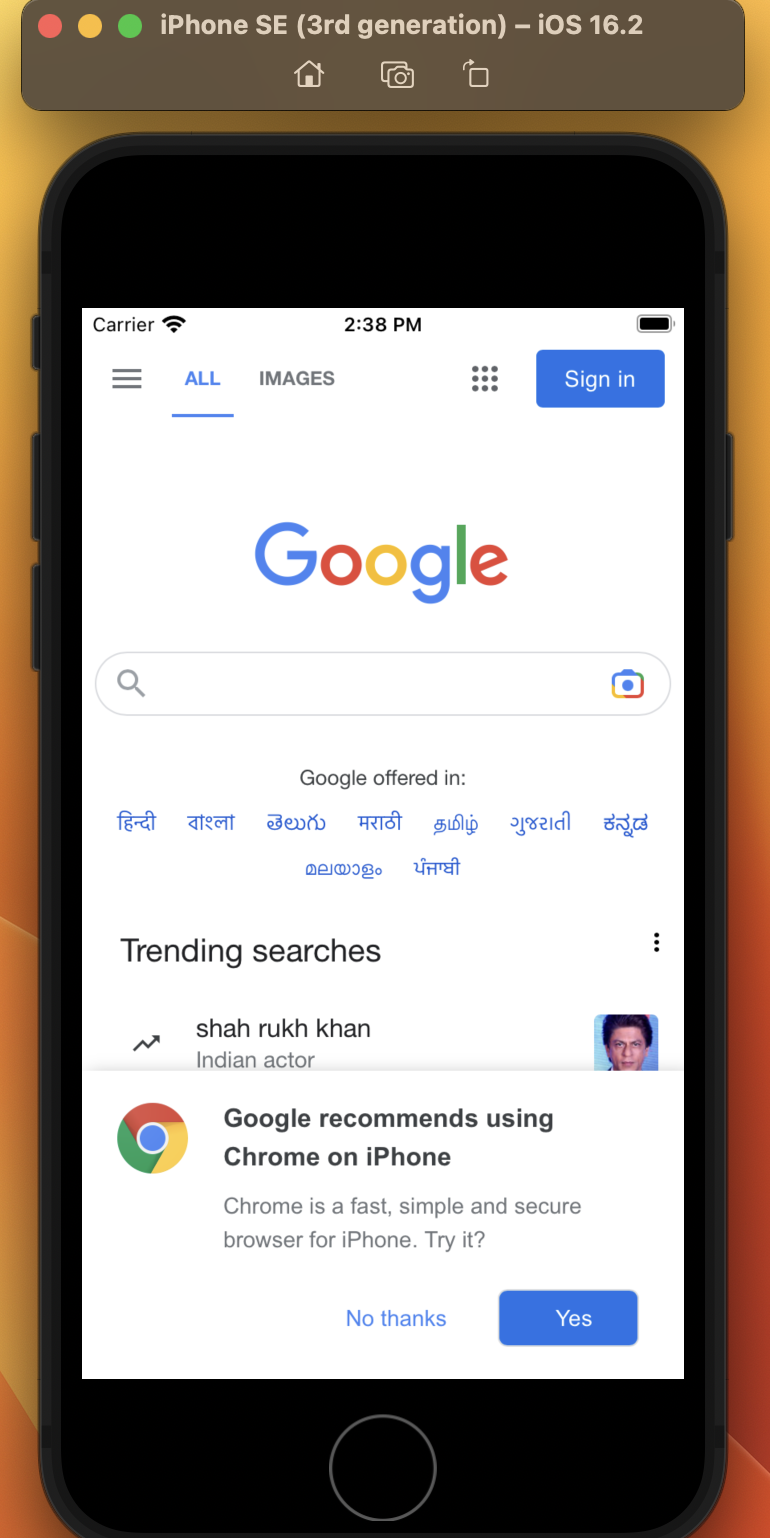 iPhone SE (3rd generation) – iOS 16.2
Carrier 2:38 PM
ALL IMAGES Sign in
Google
Google offered in:
हिन्दी বাংলা తెలుగు मराठी தமிழ் ગુજરાતી ಕನ್ನಡ
മലയാളം ਪੰਜਾਬੀ
Trending searches
shah rukh khan
Indian actor
Google recommends using
Chrome on iPhone
Chrome is a fast, simple and secure
browser for iPhone. Try it?
No thanks Yes